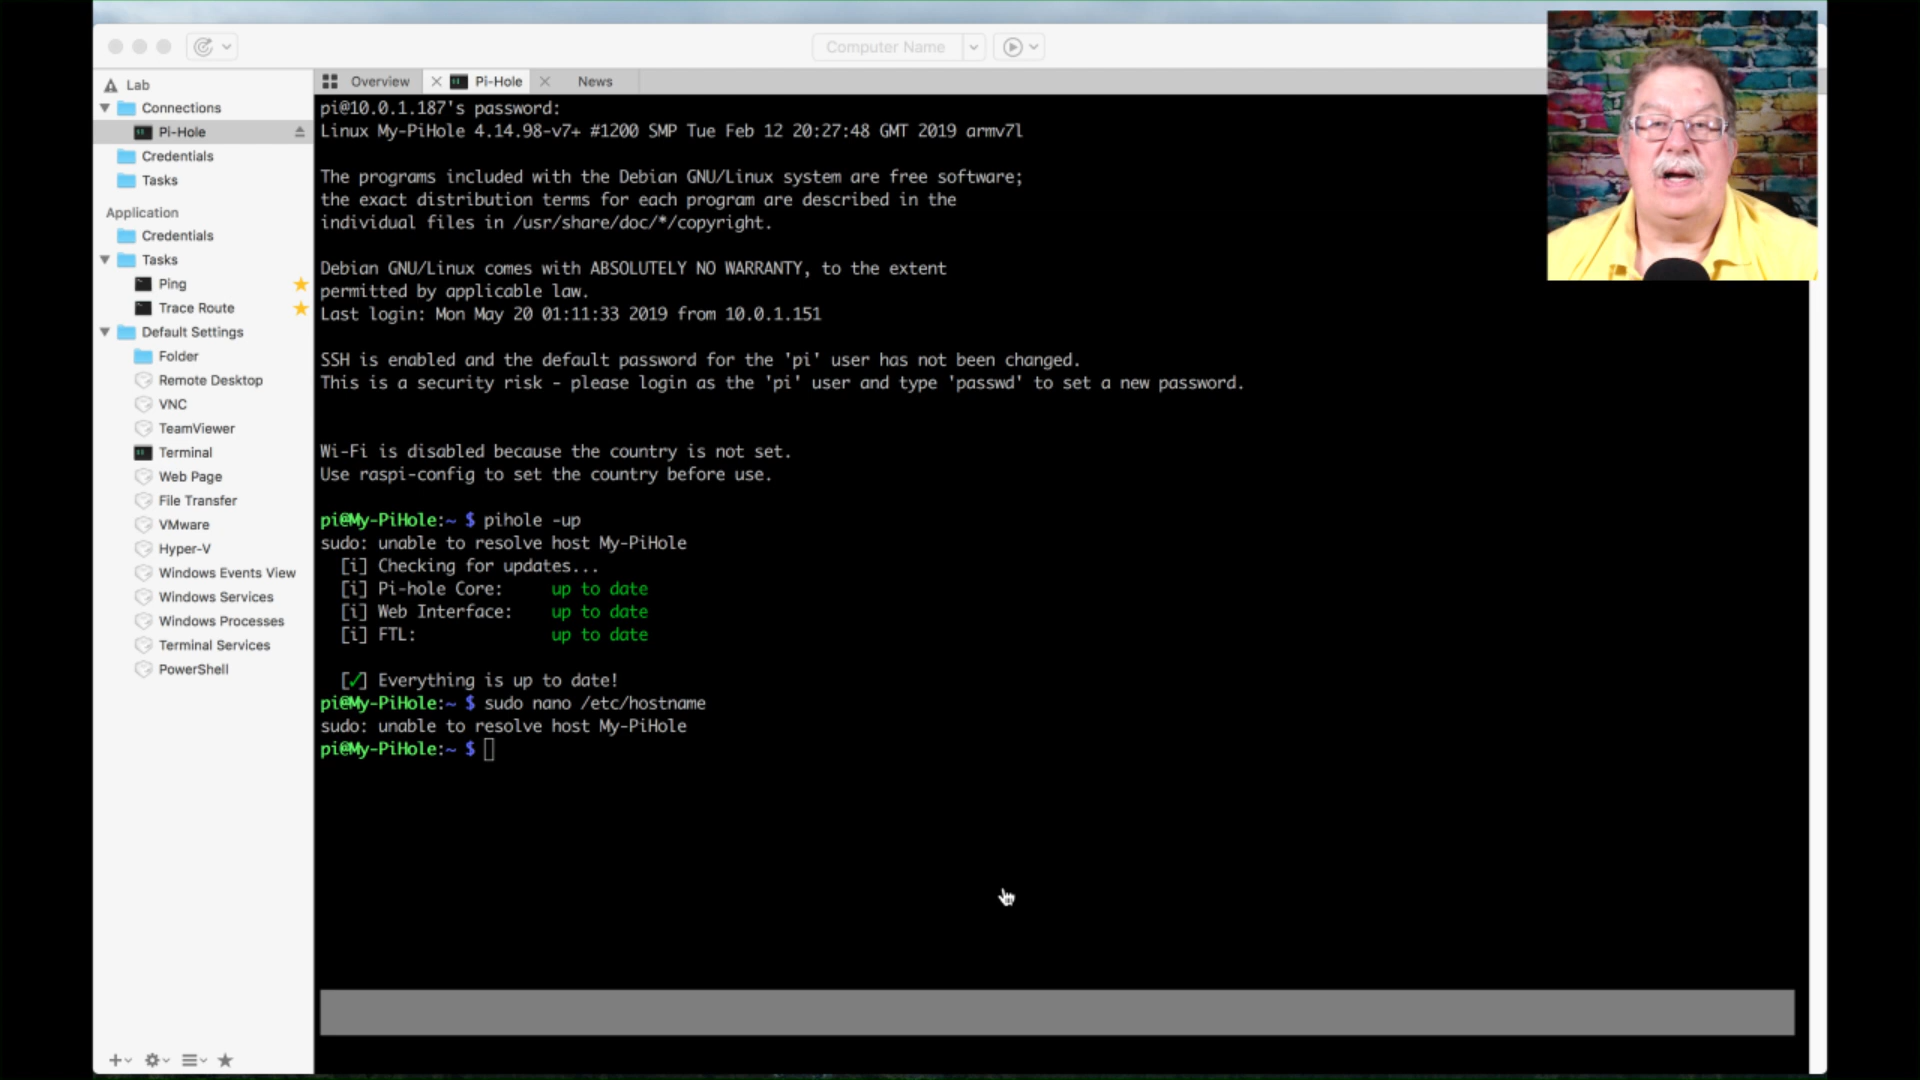 Computer Name
Lab
Connections
Pi-Hole
Credentials
Tasks
Application
Credentials
Tasks
Ping
Trace Route
Default Settings
Folder
Remote Desktop
VNC
TeamViewer
Terminal
Web Page
File Transfer
VMware
Hyper-V
Windows Events View
Windows Services
Windows Processes
Terminal Services
PowerShell
Overview Pi-Hole News
pi@10.0.1.187's password:
Linux My-PiHole 4.14.98-v7+ #1200 SMP Tue Feb 12 20:27:48 GMT 2019 armv7l
The programs included with the Debian GNU/Linux system are free software;
the exact distribution terms for each program are described in the
individual files in /usr/share/doc/*/copyright.
Debian GNU/Linux comes with ABSOLUTELY NO WARRANTY, to the extent
permitted by applicable law.
Last login: Mon May 20 01:11:33 2019 from 10.0.1.151
SSH is enabled and the default password for the 'pi' user has not been changed.
This is a security risk - please login as the 'pi' user and type 'passwd' to set a new password.
Wi-Fi is disabled because the country is not set.
Use raspi-config to set the country before use.
pi@My-PiHole:~ $ pihole -up
sudo: unable to resolve host My-PiHole
[i] Checking for updates...
[i] Pi-hole Core: up to date
[i] Web Interface: up to date
[i] FTL: up to date
[✓] Everything is up to date!
pi@My-PiHole:~ $ sudo nano /etc/hostname
sudo: unable to resolve host My-PiHole
pi@My-PiHole:~ $